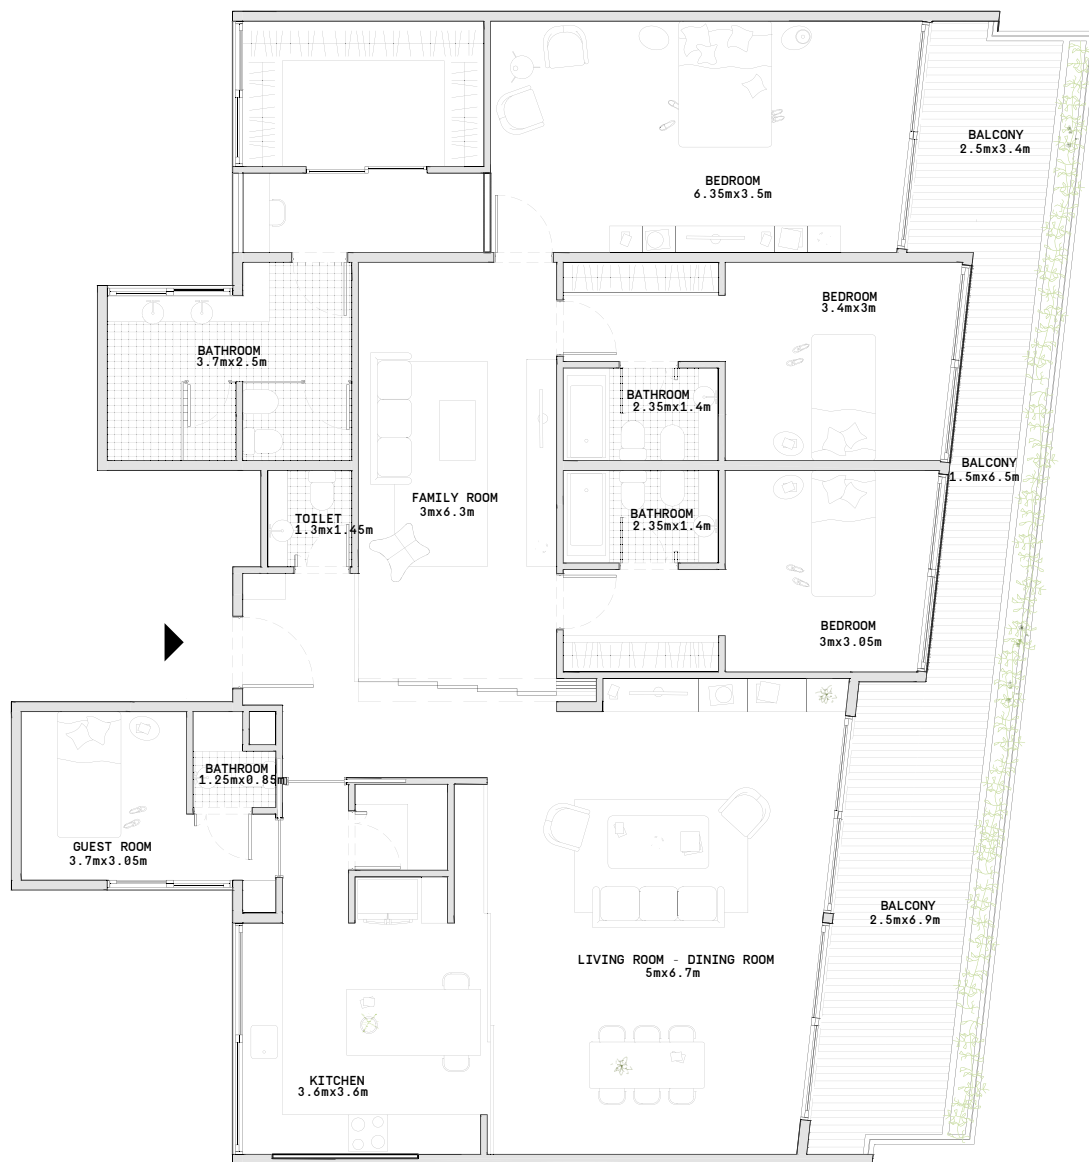 BALCONY
2.5mx3.4m
BEDROOM
6.35mx3.5m
BEDROOM
3.4mx3m
BATHROOM
3.7mx2.5m
BATHROOM
2.35mx1.4m
BALCONY
1.5mx6.5m
FAMILY ROOM
3mx6.3m
TOILET
1.3mx1.45m
BATHROOM
2.35mx1.4m
BEDROOM
3mx3.05m
BATHROOM
1.25mx0.85m
GUEST ROOM
3.7mx3.05m
BALCONY
2.5mx6.9m
LIVING ROOM - DINING ROOM
5mx6.7m
KITCHEN
3.6mx3.6m